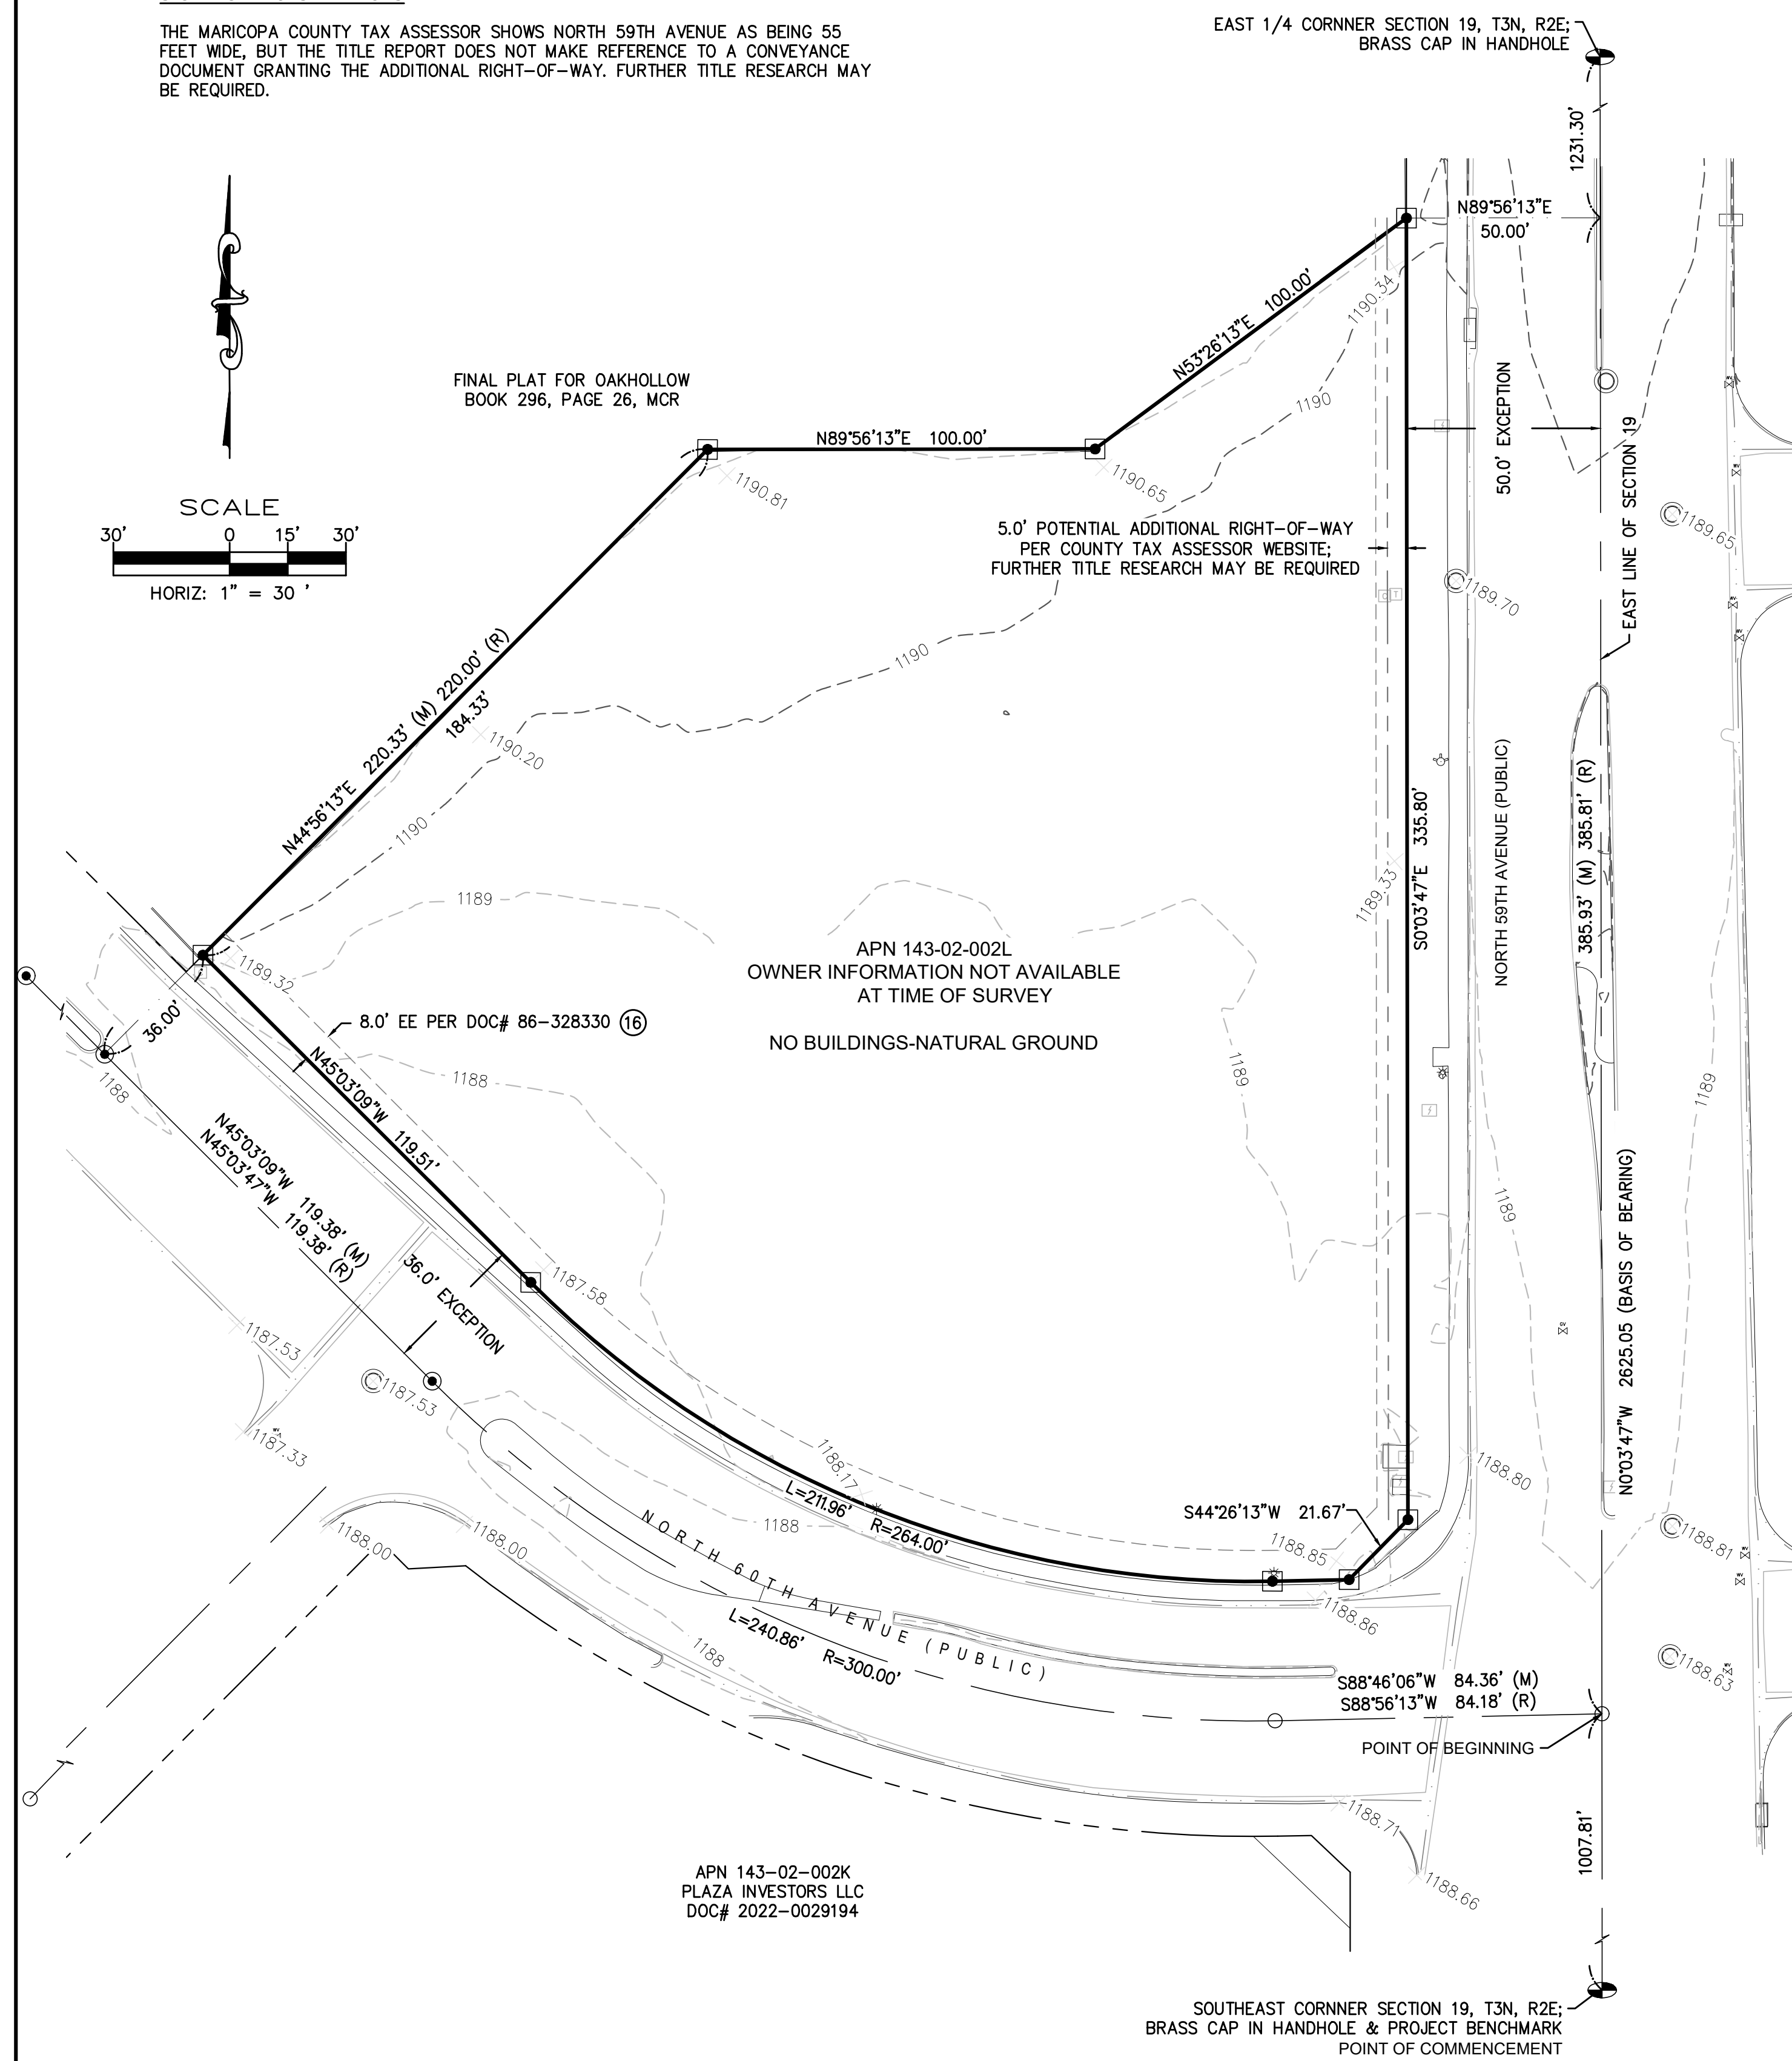 THE MARICOPA COUNTY TAX ASSESSOR SHOWS NORTH 59TH AVENUE AS BEING 55
FEET WIDE, BUT THE TITLE REPORT DOES NOT MAKE REFERENCE TO A CONVEYANCE
DOCUMENT GRANTING THE ADDITIONAL RIGHT-OF-WAY. FURTHER TITLE RESEARCH MAY
BE REQUIRED.
EAST 1/4 CORNNER SECTION 19, T3N, R2E;
BRASS CAP IN HANDHOLE
1231.30'
N89°56'13"E
50.00'
N53°26'13"E 100.00'
1190.34
FINAL PLAT FOR OAKHOLLOW
BOOK 296, PAGE 26, MCR
N89°56'13"E 100.00'
1190
1190.81
1190.65
50.0' EXCEPTION
EAST LINE OF SECTION 19
1189.65
SCALE
30' 0 15' 30'
HORIZ: 1" = 30 '
5.0' POTENTIAL ADDITIONAL RIGHT-OF-WAY
PER COUNTY TAX ASSESSOR WEBSITE;
FURTHER TITLE RESEARCH MAY BE REQUIRED
1189.70
N44°56'13"E 220.33' (M) 220.00' (R)
184.33'
1190
1190.20
1190
S0°03'47"E 335.80'
NORTH 59TH AVENUE (PUBLIC)
385.93' (M) 385.81' (R)
1189.33
1189
APN 143-02-002L
OWNER INFORMATION NOT AVAILABLE
AT TIME OF SURVEY
NO BUILDINGS-NATURAL GROUND
1189.32
36.00'
8.0' EE PER DOC# 86-328330 16
N45°03'09"W 119.51'
1188
1188
1189
1189
N45°03'09"W 119.38' (M)
N45°03'47"W 119.38' (R)
36.0' EXCEPTION
1187.58
1189
N0°03'47"W 2625.05 (BASIS OF BEARING)
1187.53
1187.53
1187.33
1188.17
L=211.96' R=264.00'
1188.80
1188.00
1188.00
1188
S44°26'13"W 21.67'
1188.85
1188.81
NORTH 60TH AVENUE (PUBLIC)
L=240.86' R=300.00'
1188
1188.86
1188.63
S88°46'06"W 84.36' (M)
S88°56'13"W 84.18' (R)
POINT OF BEGINNING
1188.71
1188.66
1007.81'
APN 143-02-002K
PLAZA INVESTORS LLC
DOC# 2022-0029194
SOUTHEAST CORNNER SECTION 19, T3N, R2E;
BRASS CAP IN HANDHOLE & PROJECT BENCHMARK
POINT OF COMMENCEMENT